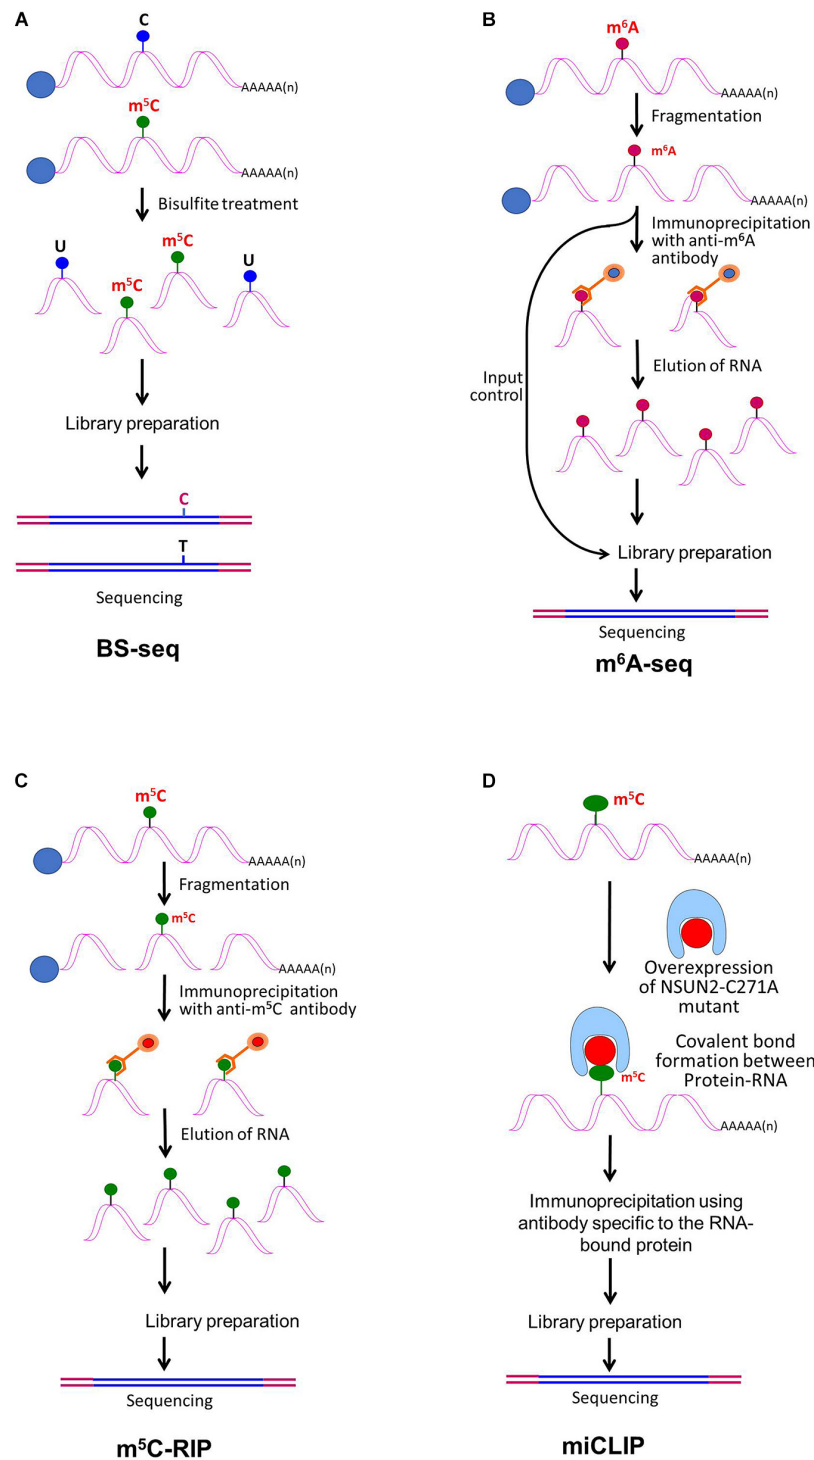 A
C
AAAAA(n)
m⁵C
AAAAA(n)
Bisulfite treatment
m⁵C
U
U
m⁵C
Library preparation
C
T
Sequencing
BS-seq
B
m⁶A
AAAAA(n)
Fragmentation
m⁶A
AAAAA(n)
Immunoprecipitation
with anti-m⁶A
antibody
Elution of RNA
Input
control
Library preparation
Sequencing
m⁶A-seq
C
m⁵C
AAAAA(n)
Fragmentation
m⁵C
AAAAA(n)
Immunoprecipitation
with anti-m⁵C antibody
Elution of RNA
Library preparation
Sequencing
m⁵C-RIP
D
m⁵C
AAAAA(n)
Overexpression
of NSUN2-C271A
mutant
Covalent bond
formation between
Protein-RNA
m⁵C
AAAAA(n)
Immunoprecipitation using
antibody specific to the RNA-
bound protein
Library preparation
Sequencing
miCLIP